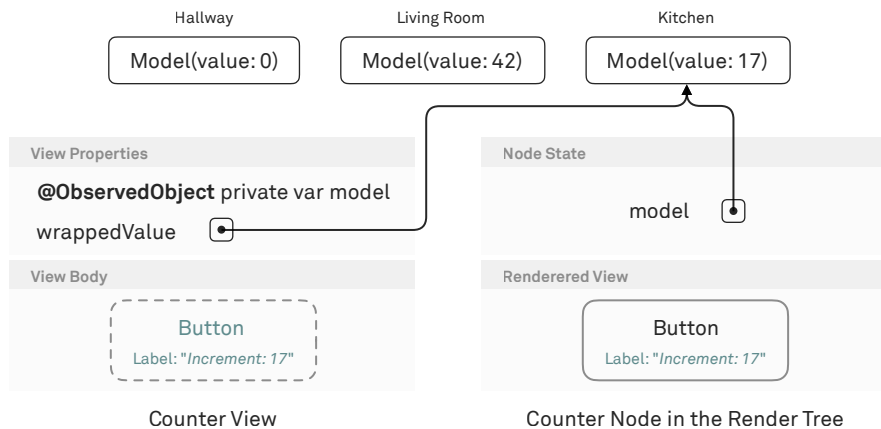 Hallway
Living Room
Kitchen
Model(value: 0)
Model(value: 42)
Model(value: 17)
View Properties
@ObservedObject private var model
wrappedValue
Node State
model
View Body
Button
Label: "Increment: 17"
Renderered View
Button
Label: "Increment: 17"
Counter View
Counter Node in the Render Tree